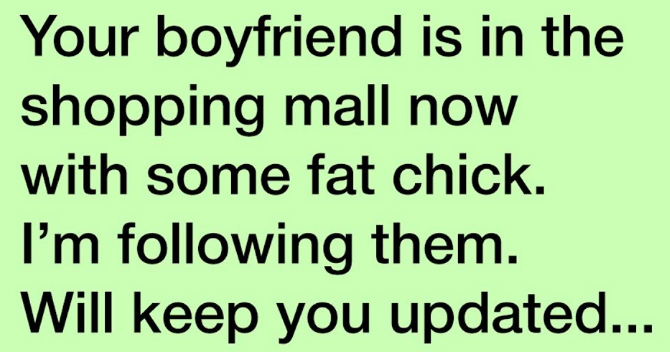 Your boyfriend is in the
shopping mall now
with some fat chick.
I’m following them.
Will keep you updated...